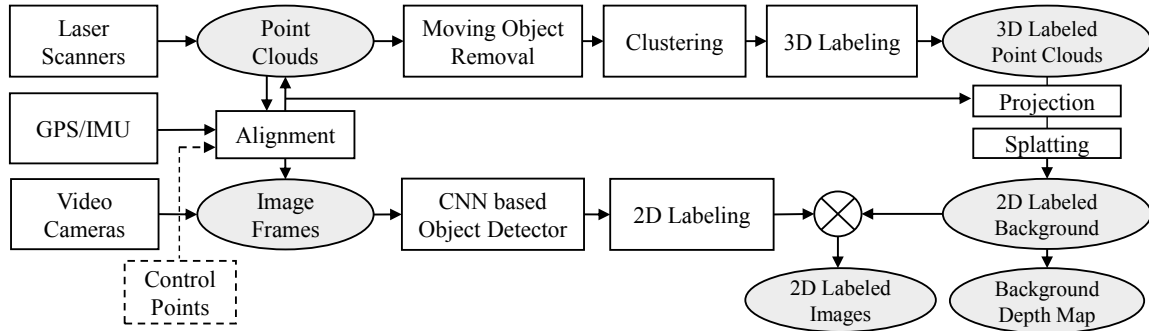 Laser
Scanners
Point
Clouds
Moving Object
Removal
Clustering
3D Labeling
3D Labeled
Point Clouds
GPS/IMU
Alignment
Projection
Splatting
Video
Cameras
Image
Frames
CNN based
Object Detector
2D Labeling
2D Labeled
Background
Control
Points
2D Labeled
Images
Background
Depth Map